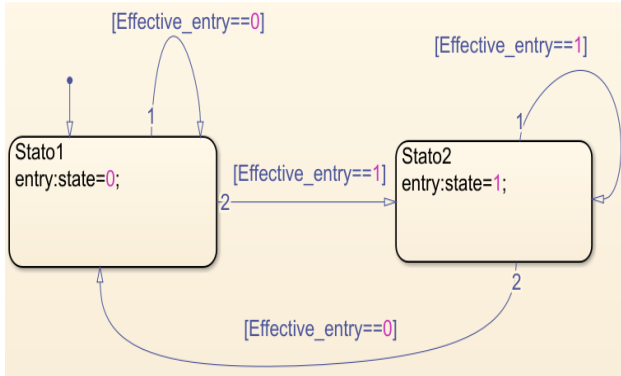 [Effective_entry==0]
[Effective_entry==1]
1
1
Stato1
entry:state=0;
[Effective_entry==1]
2
Stato2
entry:state=1;
2
[Effective_entry==0]